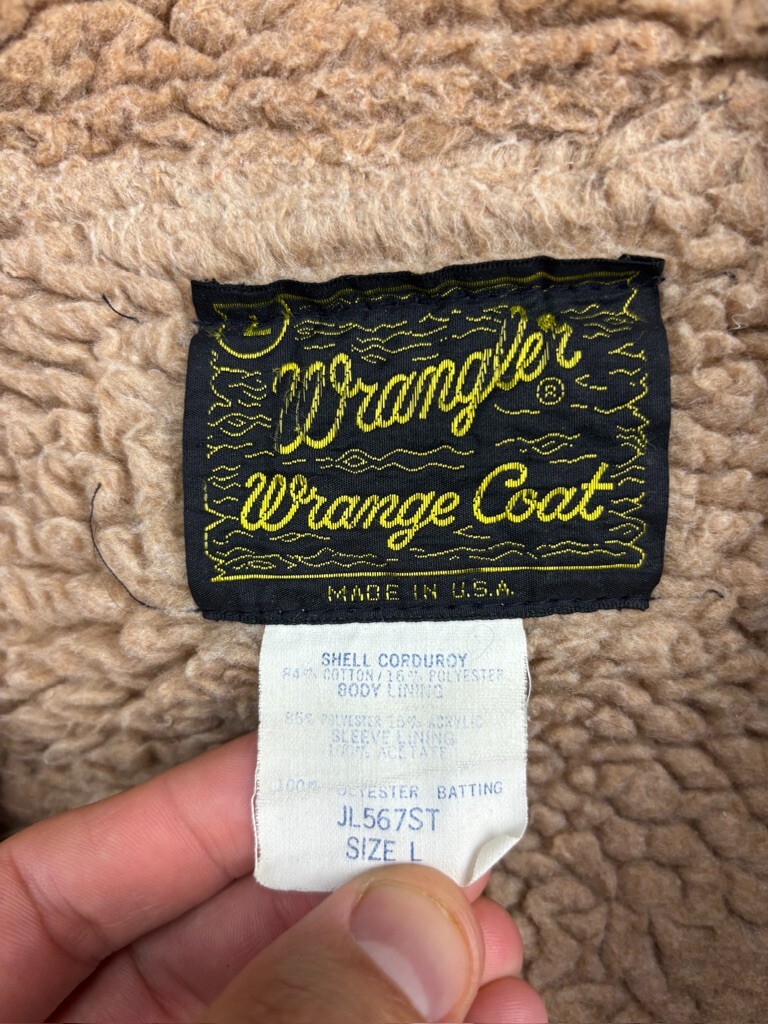 L
Wrangler®
Wrange Coat
MADE IN U.S.A.
SHELL CORDUROY
84% COTTON/16% POLYESTER
BODY LINING
85% POLYESTER 15% ACRYLIC
SLEEVE LINING
100% ACETATE
100% POLYESTER BATTING
JL567ST
SIZE L